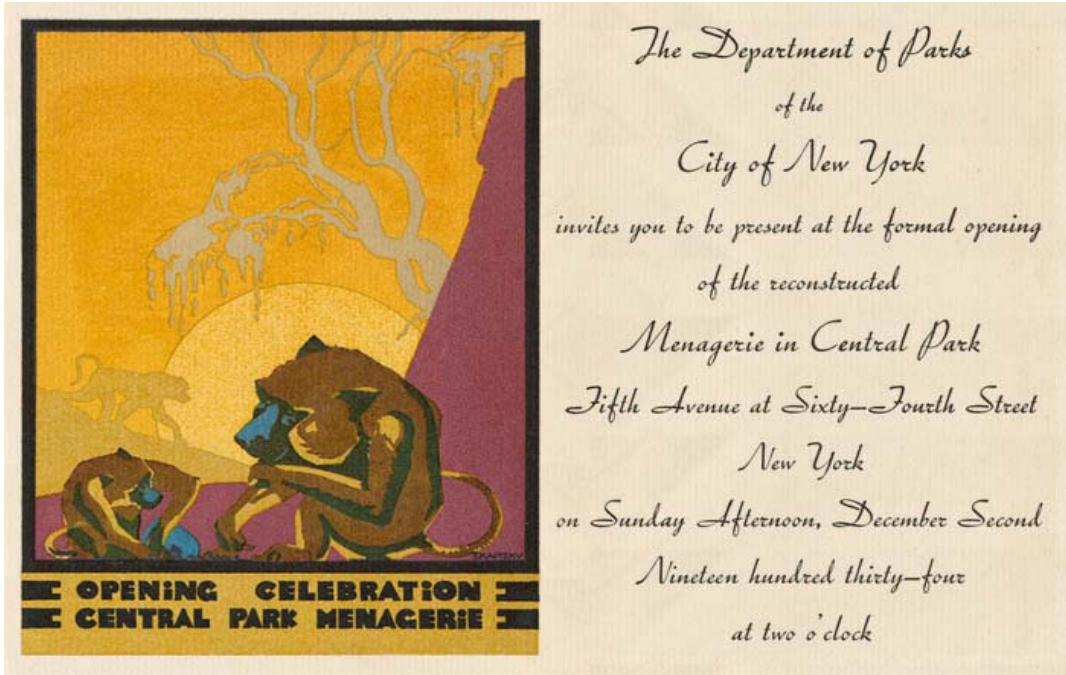 OPENiNG CELEBRATiON
CENTRAL PARK MENAGERiE
The Department of Parks
of the
City of New York
invites you to be present at the formal opening
of the reconstructed
Menagerie in Central Park
Fifth Avenue at Sixty-Fourth Street
New York
on Sunday Afternoon, December Second
Nineteen hundred thirty-four
at two o'clock